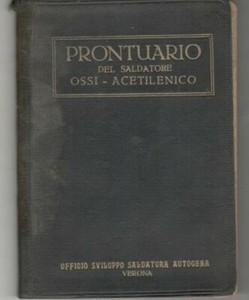 PRONTUARIO
DEL SALDATORE
OSSI - ACETILENICO
UFFICIO SVILUPPO SALDATURA AUTOGENA
VERONA